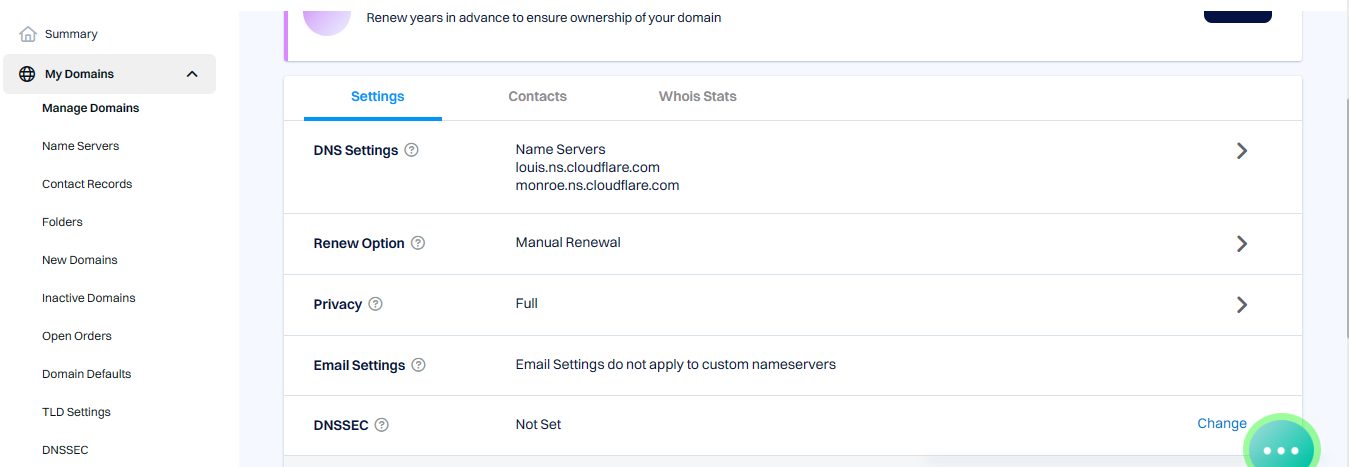 Summary
My Domains
Manage Domains
Name Servers
Contact Records
Folders
New Domains
Inactive Domains
Open Orders
Domain Defaults
TLD Settings
DNSSEC
Renew years in advance to ensure ownership of your domain
Settings Contacts Whois Stats
DNS Settings ? Name Servers
louis.ns.cloudflare.com
monroe.ns.cloudflare.com
Renew Option ? Manual Renewal
Privacy ? Full
Email Settings ? Email Settings do not apply to custom nameservers
DNSSEC ? Not Set Change